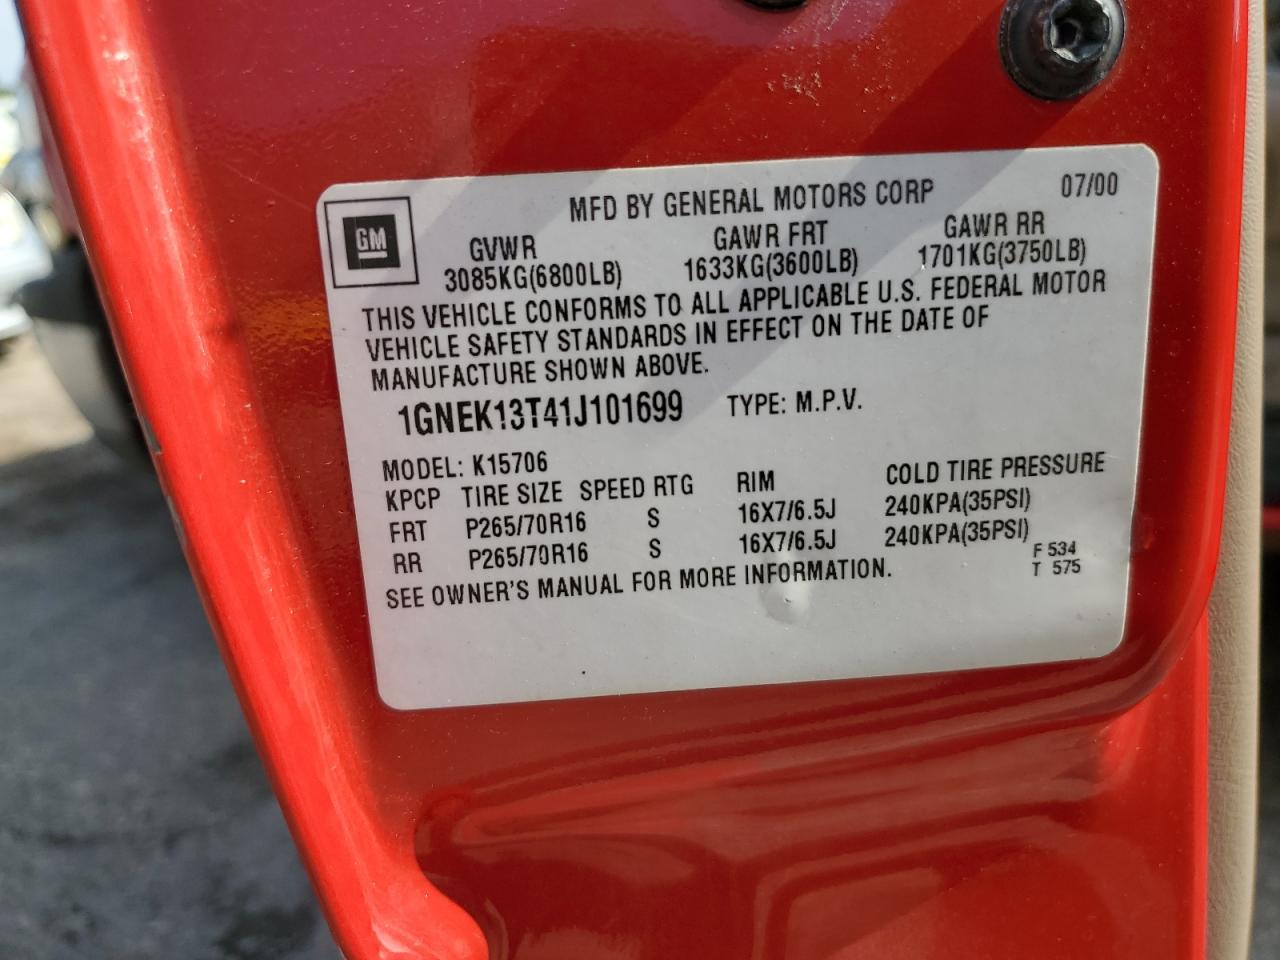 GM
MFD BY GENERAL MOTORS CORP 07/00
GVWR GAWR FRT GAWR RR
3085KG(6800LB) 1633KG(3600LB) 1701KG(3750LB)
THIS VEHICLE CONFORMS TO ALL APPLICABLE U.S. FEDERAL MOTOR
VEHICLE SAFETY STANDARDS IN EFFECT ON THE DATE OF
MANUFACTURE SHOWN ABOVE.
1GNEK13T41J101699 TYPE: M.P.V.
MODEL: K15706
KPCP TIRE SIZE SPEED RTG RIM COLD TIRE PRESSURE
FRT P265/70R16 S 16X7/6.5J 240KPA(35PSI)
RR P265/70R16 S 16X7/6.5J 240KPA(35PSI)
SEE OWNER'S MANUAL FOR MORE INFORMATION.
F 534
T 575